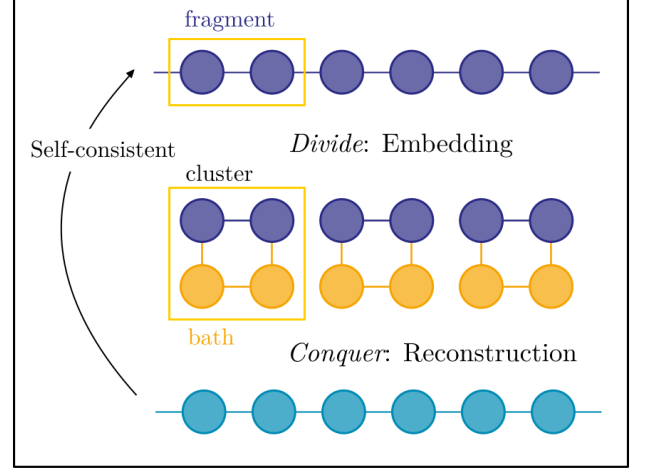 fragment
Self-consistent
Divide: Embedding
cluster
bath
Conquer: Reconstruction